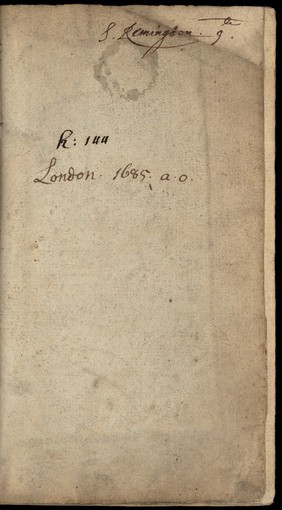 S. Remington. 9.
R: 144
London. 1685. a. o.